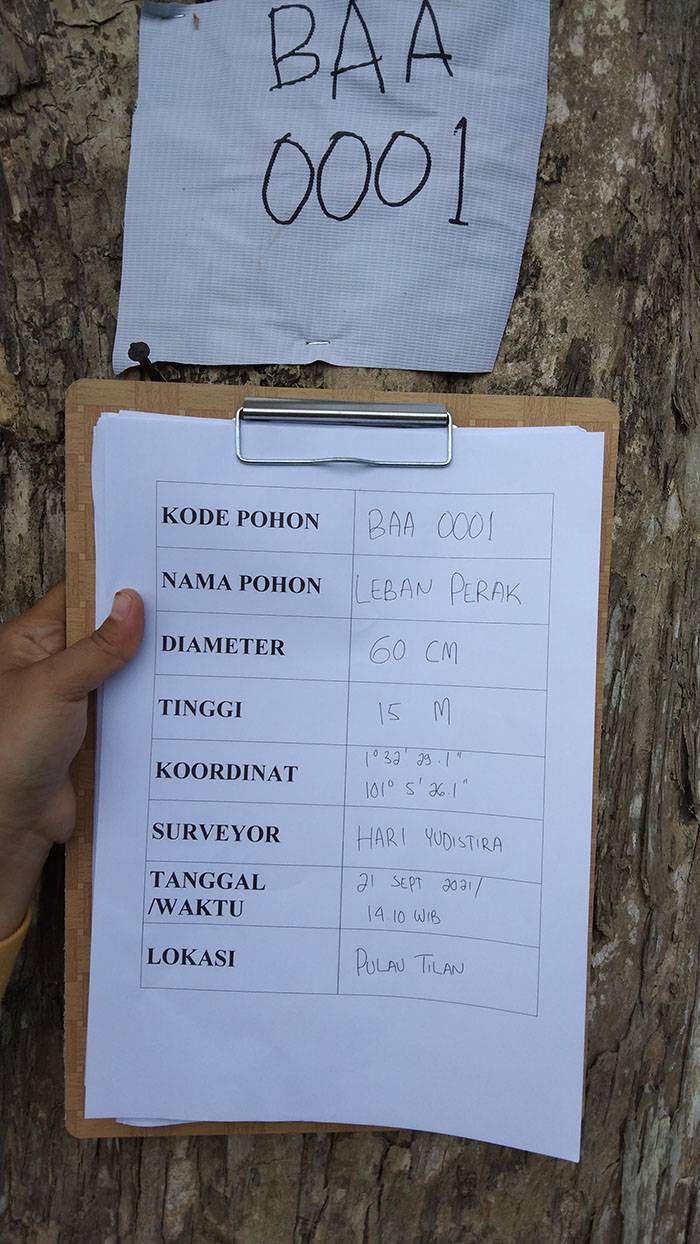 BAA
0001
KODE POHON BAA 0001
NAMA POHON LEBAN PERAK
DIAMETER 60 CM
TINGGI 15 M
KOORDINAT 1° 32' 29.1"
101° 5' 26.1"
SURVEYOR HARI YUDISTIRA
TANGGAL 21 SEPT 2021/
/WAKTU 14.10 WIB
LOKASI PULAU TILAN